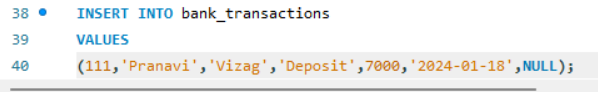 38 INSERT INTO bank_transactions
39 VALUES
40 (111,'Pranavi','Vizag','Deposit',7000,'2024-01-18',NULL);